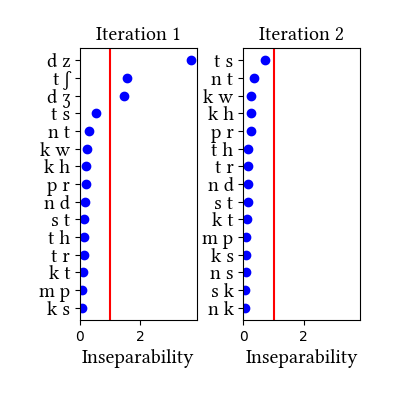 Iteration 1
d z
t ʃ
d ʒ
t s
n t
k w
k h
p r
n d
s t
t h
t r
k t
m p
k s
0 2
Inseparability
Iteration 2
t s
n t
k w
k h
p r
t h
t r
n d
s t
k t
m p
k s
n s
s k
n k
0 2
Inseparability